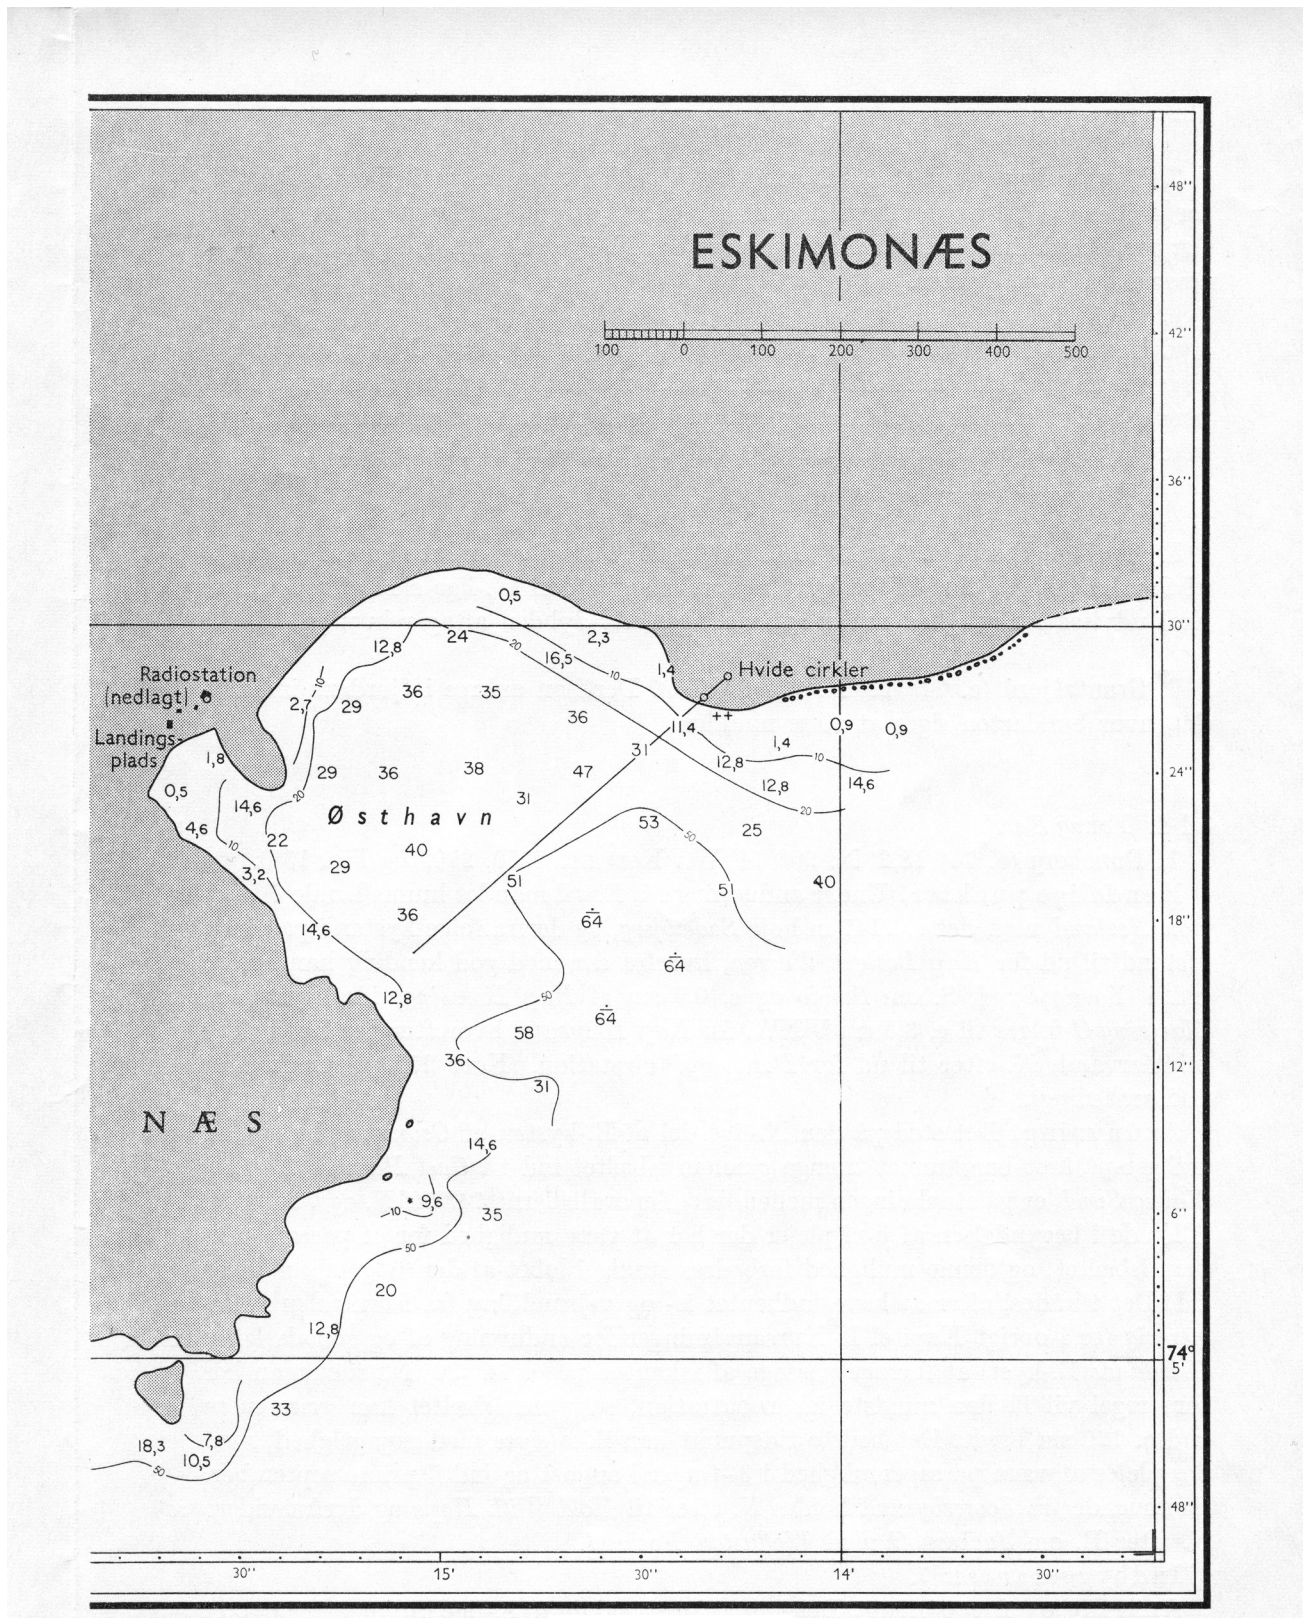 48''
ESKIMONÆS
42''
100 0 100 200 300 400 500
36''
0,5
30''
12,8 24 20 2,3
16,5
10 1,4
Hvide cirkler
Radiostation
(nedlagt)
2,7 10 29 36 35
36
11,4 ++ 0,9 0,9
Landings-
plads
1,8
31 1,4
12,8 10
24''
29 36 38 47
12,8 14,6
0,5 14,6 20
31
20
Østhavn
4,6 22 53 50 25
10
40
3,2 29
51 51 40
36 64
18''
14,6
64
12,8 50
64
58
36
12''
31
NÆS
14,6
9,6
10 35
6''
50
20
12,8
74°
5'
33
18,3 7,8
10,5
50
48''
30'' 15' 30'' 14' 30''